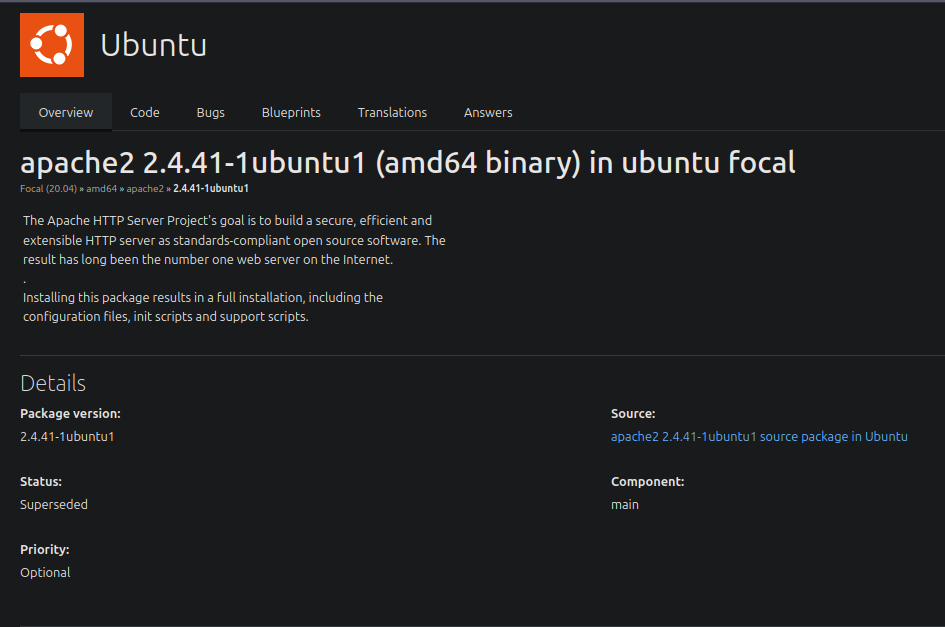 Ubuntu
Overview Code Bugs Blueprints Translations Answers
apache2 2.4.41-1ubuntu1 (amd64 binary) in ubuntu focal
Focal (20.04) » amd64 » apache2 » 2.4.41-1ubuntu1
The Apache HTTP Server Project's goal is to build a secure, efficient and
extensible HTTP server as standards-compliant open source software. The
result has long been the number one web server on the Internet.
.
Installing this package results in a full installation, including the
configuration files, init scripts and support scripts.
Details
Package version:
2.4.41-1ubuntu1
Source:
apache2 2.4.41-1ubuntu1 source package in Ubuntu
Status:
Superseded
Component:
main
Priority:
Optional